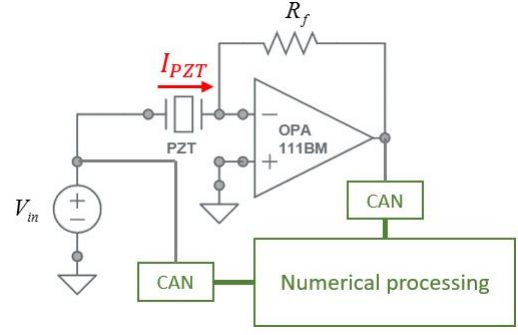 R_f
I_PZT
PZT
−
+
OPA
111BM
V_in
+
−
CAN
CAN
Numerical processing